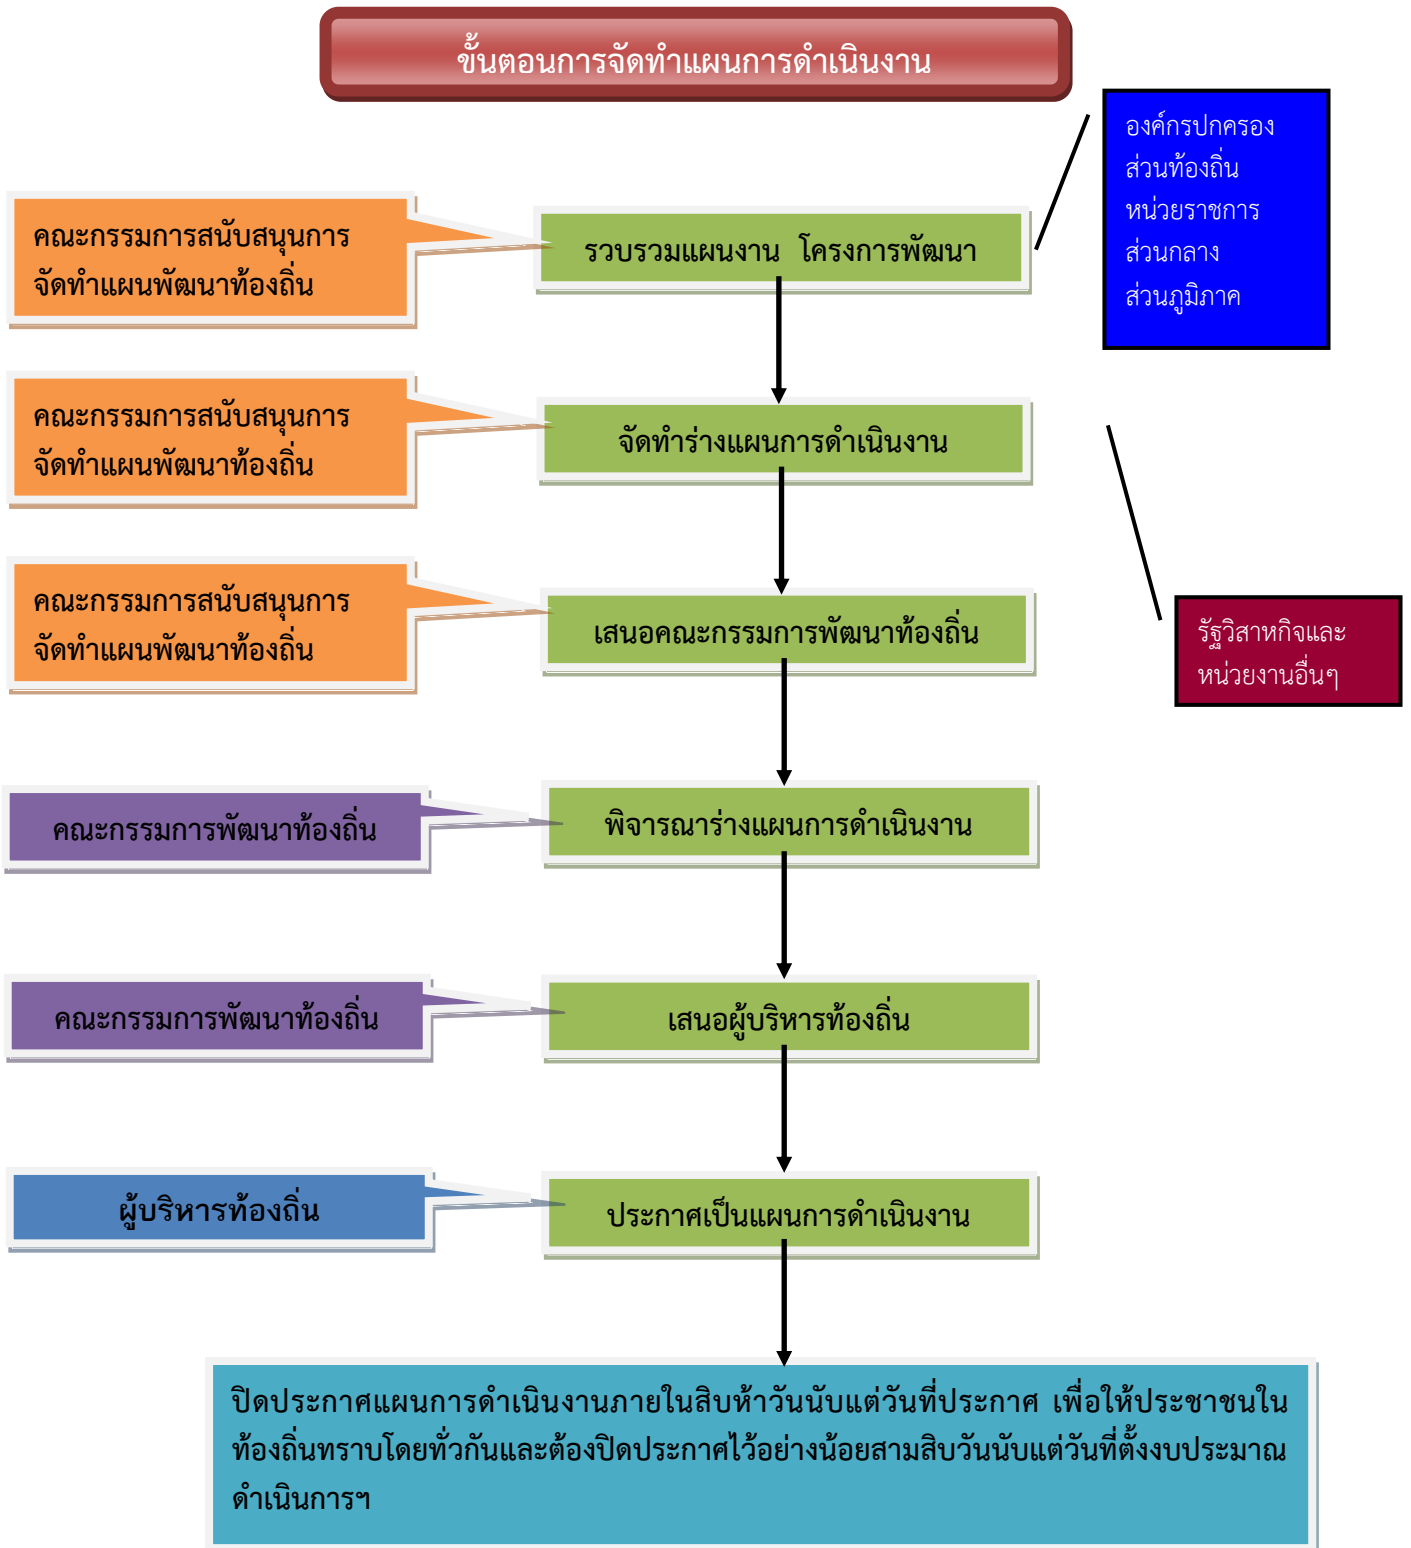 ขั้นตอนการจัดทำแผนการดำเนินงาน
องค์กรปกครอง
ส่วนท้องถิ่น
หน่วยราชการ
ส่วนกลาง
ส่วนภูมิภาค
คณะกรรมการสนับสนุนการ
จัดทำแผนพัฒนาท้องถิ่น
รวบรวมแผนงาน โครงการพัฒนา
คณะกรรมการสนับสนุนการ
จัดทำแผนพัฒนาท้องถิ่น
จัดทำร่างแผนการดำเนินงาน
คณะกรรมการสนับสนุนการ
จัดทำแผนพัฒนาท้องถิ่น
เสนอคณะกรรมการพัฒนาท้องถิ่น
รัฐวิสาหกิจและ
หน่วยงานอื่นๆ
คณะกรรมการพัฒนาท้องถิ่น
พิจารณาร่างแผนการดำเนินงาน
คณะกรรมการพัฒนาท้องถิ่น
เสนอผู้บริหารท้องถิ่น
ผู้บริหารท้องถิ่น
ประกาศเป็นแผนการดำเนินงาน
ปิดประกาศแผนการดำเนินงานภายในสิบห้าวันนับแต่วันที่ประกาศ เพื่อให้ประชาชนใน
ท้องถิ่นทราบโดยทั่วกันและต้องปิดประกาศไว้อย่างน้อยสามสิบวันนับแต่วันที่ตั้งงบประมาณ
ดำเนินการฯ